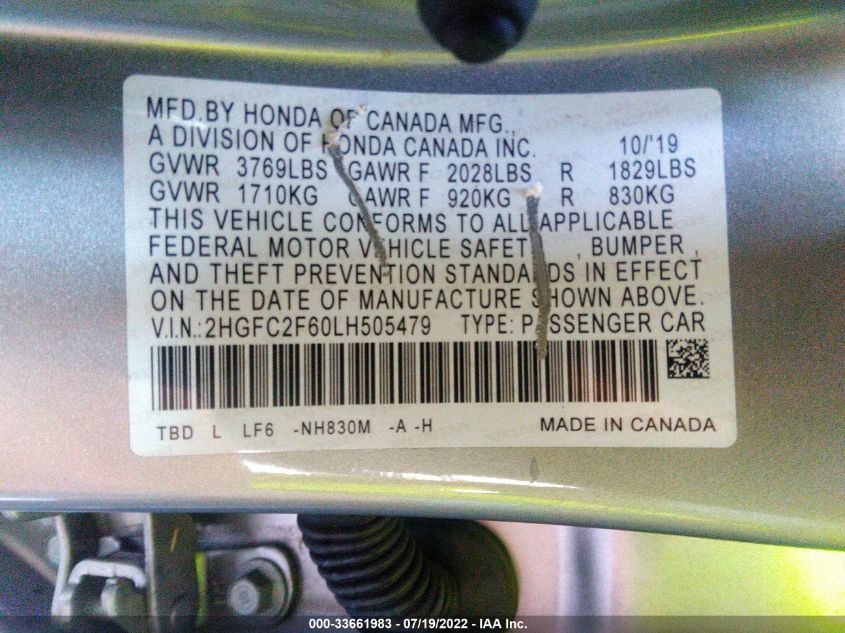 MFD.BY HONDA OF CANADA MFG.,
A DIVISION OF HONDA CANADA INC. 10/'19
GVWR 3769LBS GAWR F 2028LBS R 1829LBS
GVWR 1710KG GAWR F 920KG R 830KG
THIS VEHICLE CONFORMS TO ALL APPLICABLE
FEDERAL MOTOR VEHICLE SAFETY, BUMPER,
AND THEFT PREVENTION STANDARDS IN EFFECT
ON THE DATE OF MANUFACTURE SHOWN ABOVE.
V.I.N.:2HGFC2F60LH505479 TYPE: PASSENGER CAR
TBD L LF6 -NH830M -A -H MADE IN CANADA
000-33661983 - 07/19/2022 - IAA Inc.